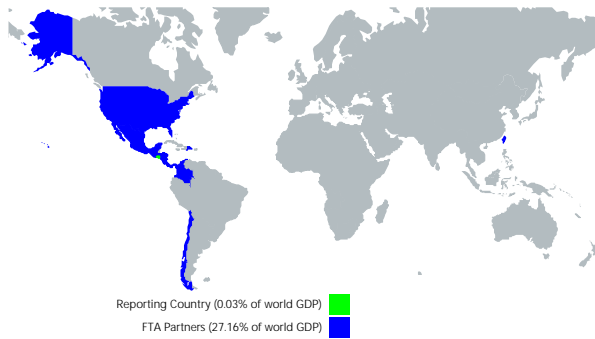 Reporting Country (0.03% of world GDP)
FTA Partners (27.16% of world GDP)